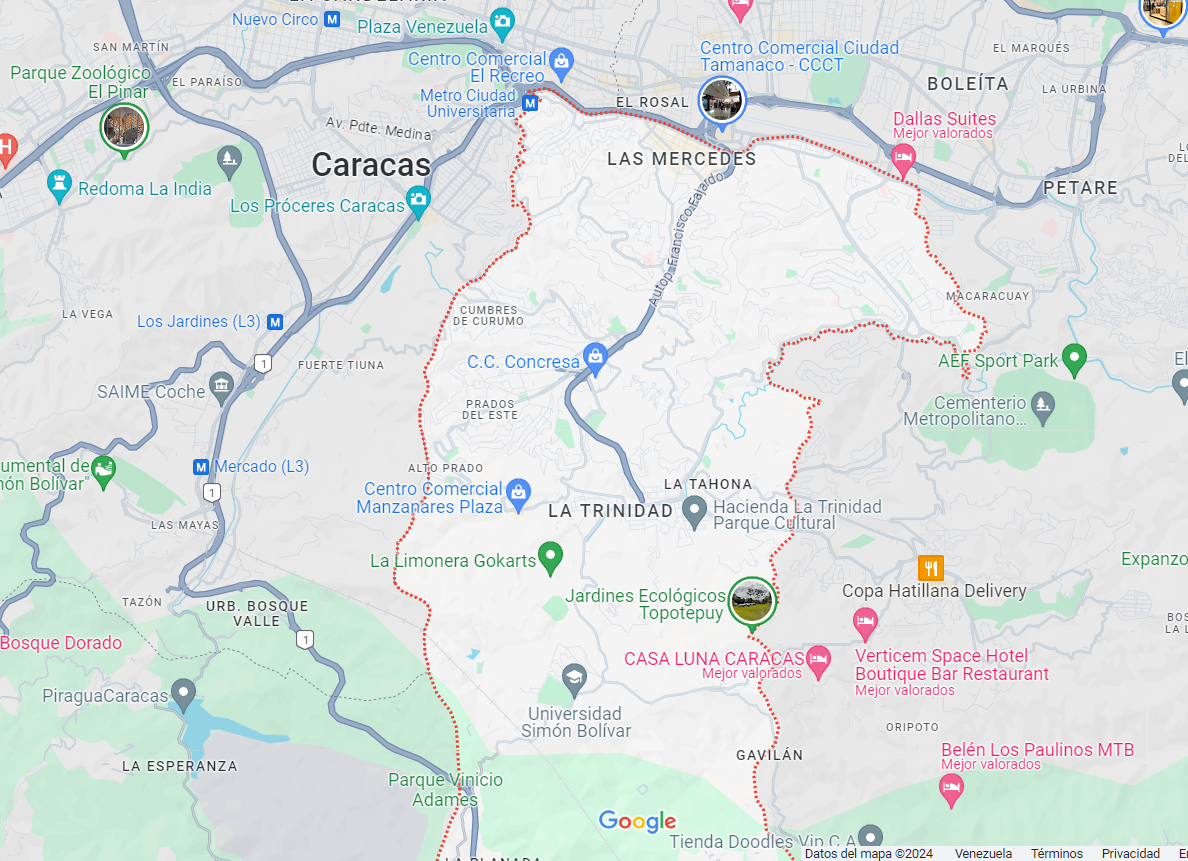 LA CANDELARIA
Nuevo Circo M
Plaza Venezuela
SAN MARTÍN
Centro Comercial
El Recreo
Centro Comercial Ciudad
Tamanaco - CCCT
EL MARQUÉS
Parque Zoológico
El Pinar
EL PARAÍSO
Metro Ciudad
Universitaria
M
EL ROSAL
BOLEÍTA
LA URBINA
Av. Pdte. Medina
Dallas Suites
Mejor valorados
H
Caracas
LAS MERCEDES
PETARE
Redoma La India
Los Próceres Caracas
Autop. Francisco Fajardo
MACARACUAY
LA VEGA
Los Jardines (L3) M
CUMBRES
DE CURUMO
1
FUERTE TIUNA
C.C. Concresa
AEF Sport Park
SAIME Coche
PRADOS
DEL ESTE
Cementerio
Metropolitano...
umental de
món Bolívar"
M Mercado (L3)
ALTO PRADO
1
LA TAHONA
Centro Comercial
Manzanares Plaza
LA TRINIDAD
Hacienda La Trinidad
Parque Cultural
LAS MAYAS
La Limonera Gokarts
Expanzo
Copa Hatillana Delivery
TAZÓN
URB. BOSQUE
VALLE
Jardines Ecológicos
Topotepuy
1
Bosque Dorado
CASA LUNA CARACAS
Mejor valorados
Verticem Space Hotel
Boutique Bar Restaurant
Mejor valorados
PiraguaCaracas
Universidad
Simón Bolívar
ORIPOTO
LA ESPERANZA
GAVILÁN
Belén Los Paulinos MTB
Mejor valorados
Parque Vinicio
Adames
Google
Tienda Doodles Vip C.A
LA PLANADA
Datos del mapa ©2024 Venezuela Términos Privacidad